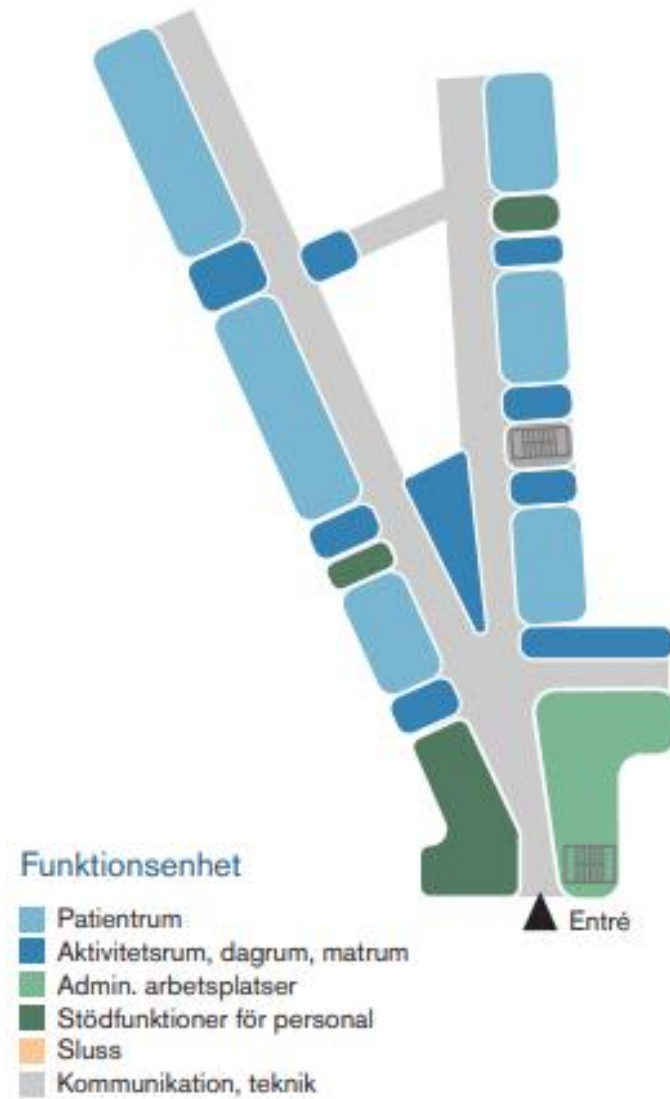 Entré
Funktionsenhet
Patientrum
Aktivitetsrum, dagrum, matrum
Admin. arbetsplatser
Stödfunktioner för personal
Sluss
Kommunikation, teknik